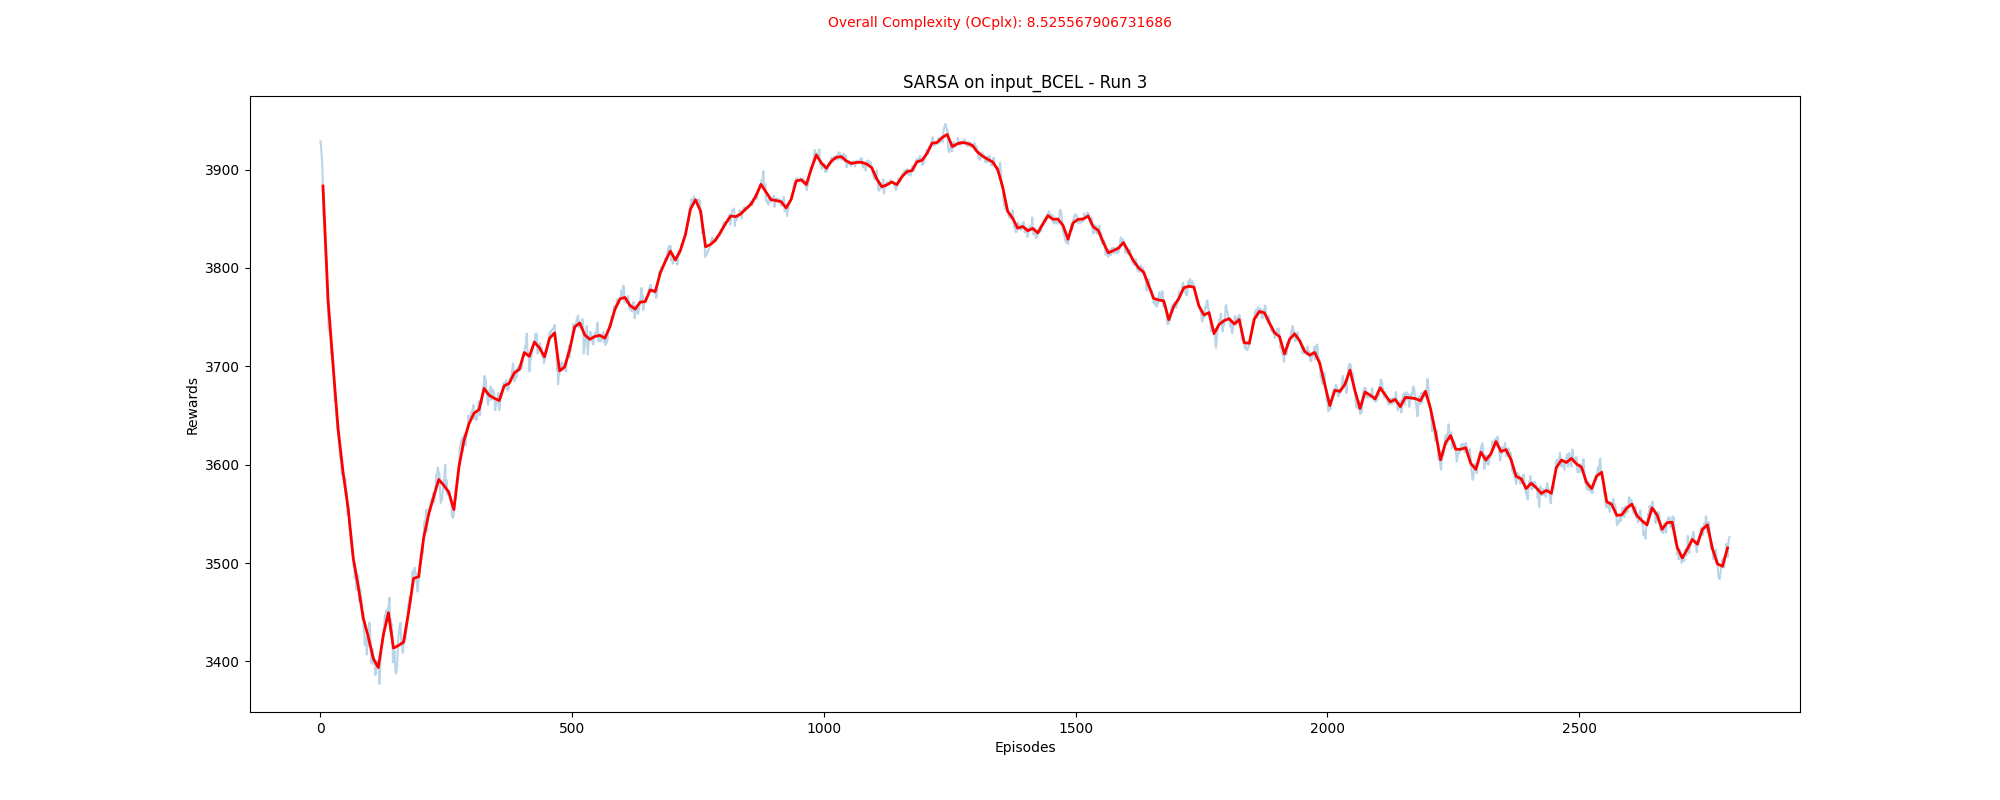 Overall Complexity (OCplx): 8.525567906731686
SARSA on input_BCEL - Run 3
3900
3800
3700
3600
3500
3400
Rewards
0 500 1000 1500 2000 2500
Episodes